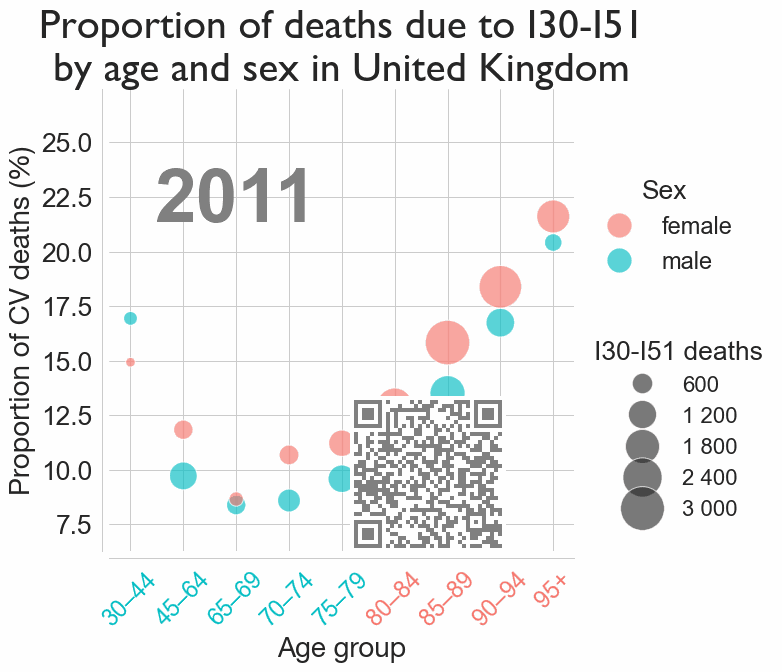 Proportion of deaths due to I30-I51
by age and sex in United Kingdom
2011
Proportion of CV deaths (%)
25.0
22.5
20.0
17.5
15.0
12.5
10.0
7.5
30–44
45–64
65–69
70–74
75–79
80–84
85–89
90–94
95+
Age group
Sex
female
male
I30-I51 deaths
600
1 200
1 800
2 400
3 000